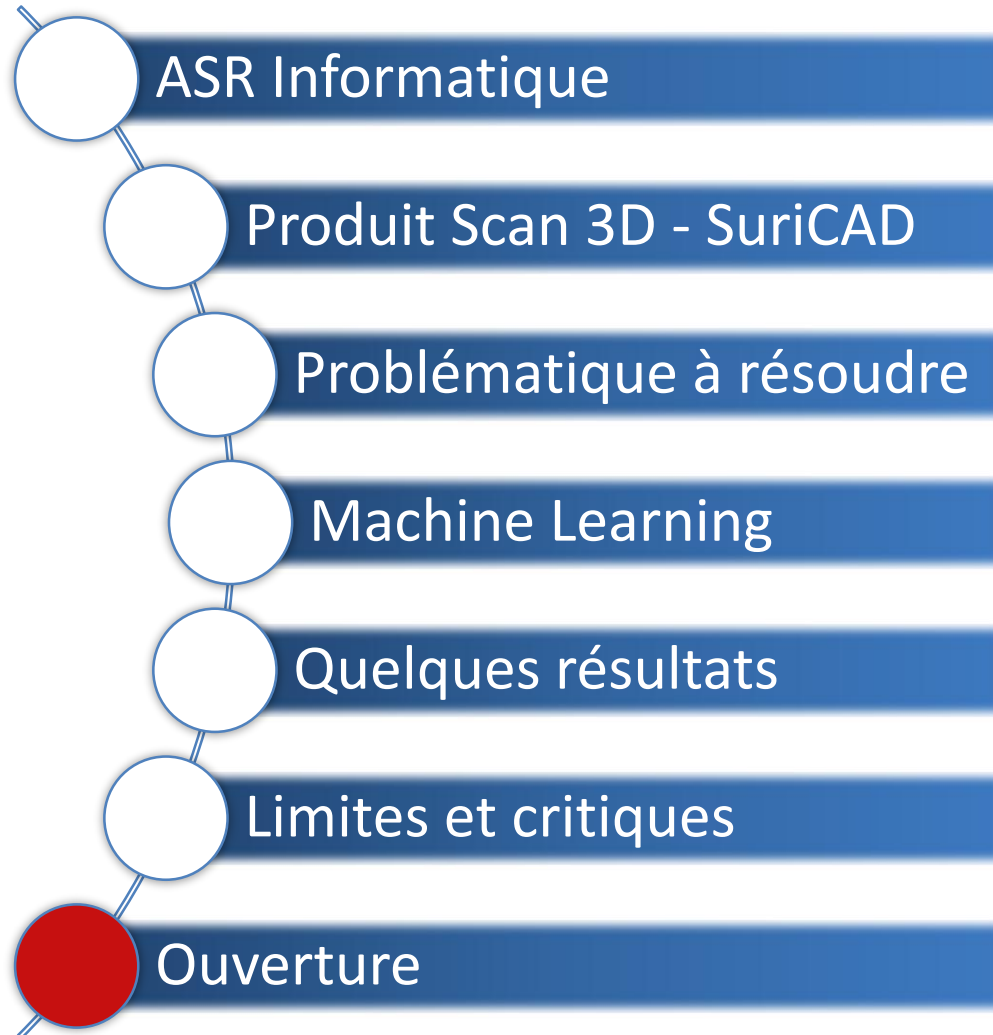 ASR Informatique
Produit Scan 3D - SuriCAD
Problématique à résoudre
Machine Learning
Quelques résultats
Limites et critiques
Ouverture